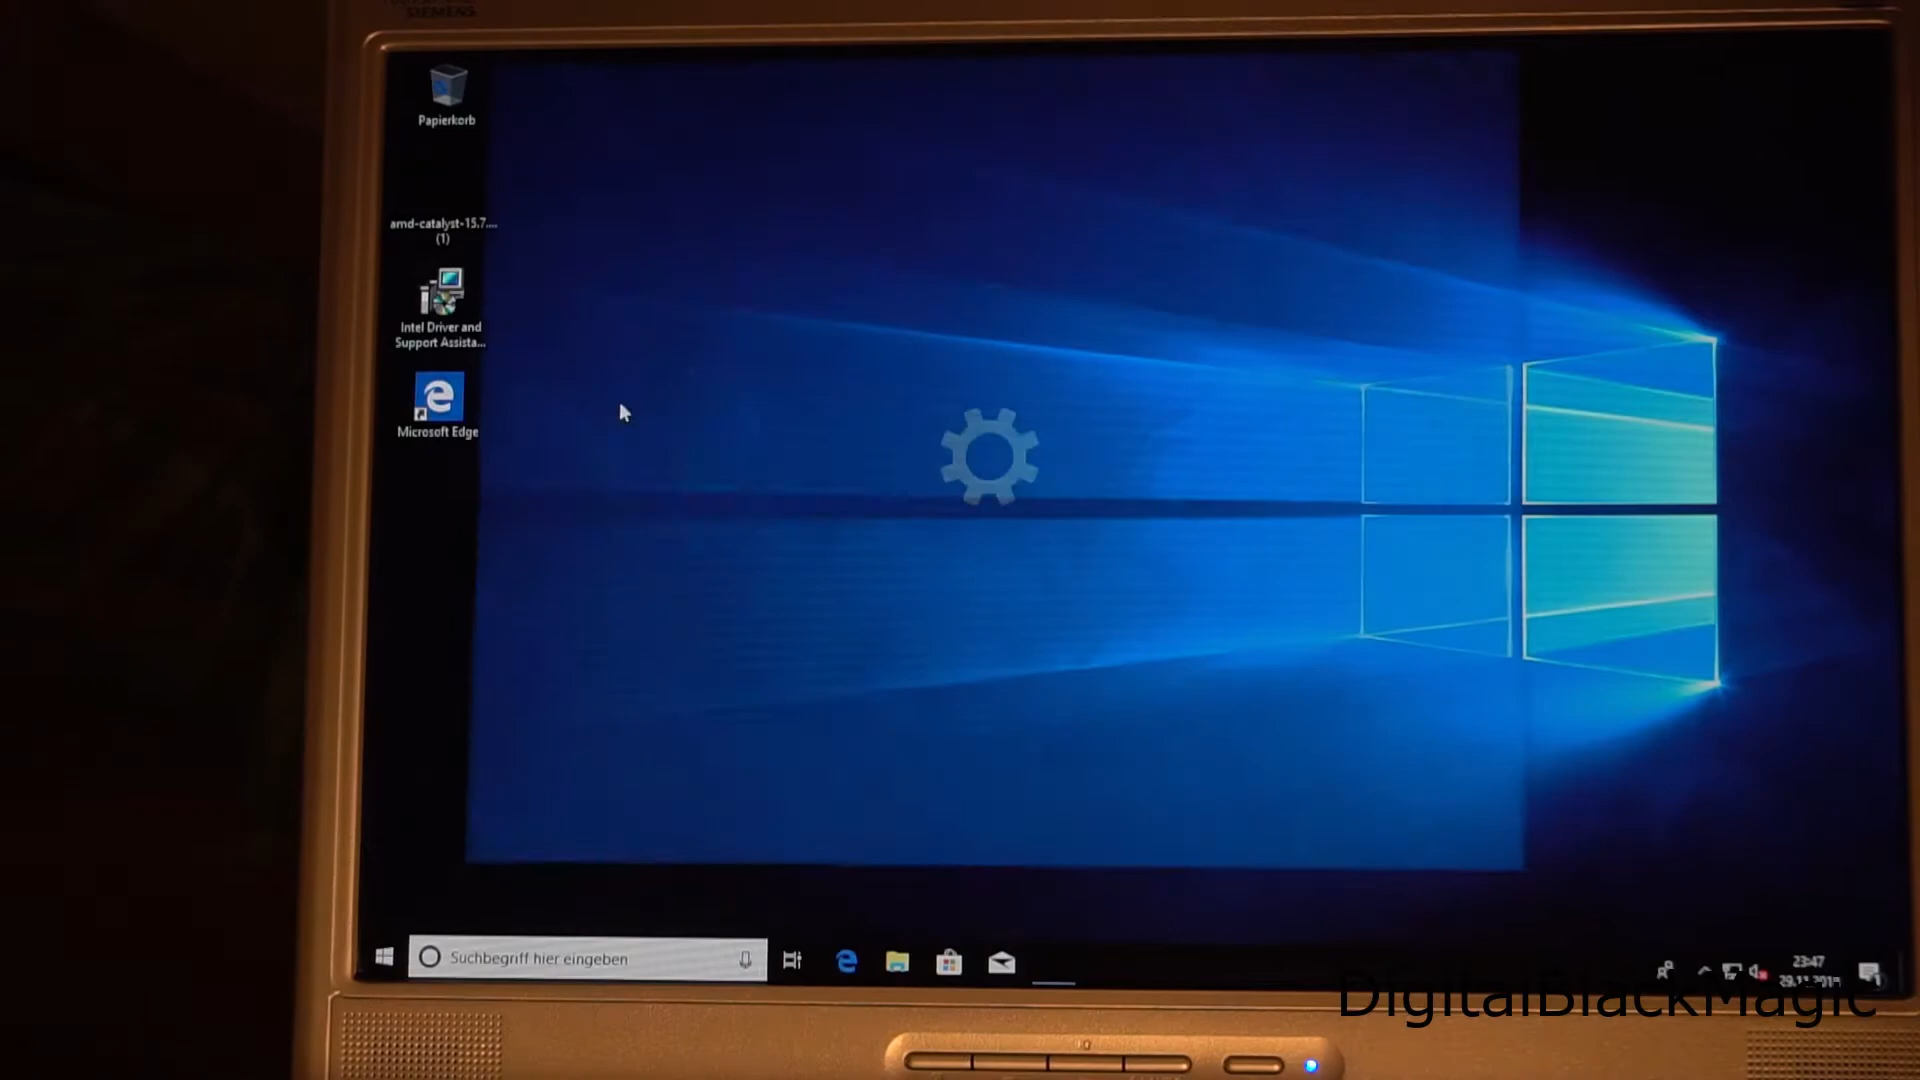 SIEMENS
Papierkorb
amd-catalyst-15.7....
(1)
Intel Driver and
Support Assista...
Microsoft Edge
Suchbegriff hier eingeben
23:47
DigitalBlackMagic